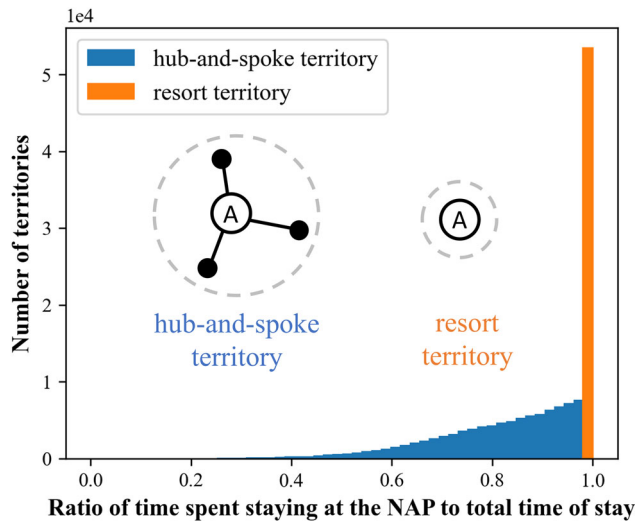 1e4
hub-and-spoke territory
resort territory
5
4
3
2
1
0
Number of territories
A
A
hub-and-spoke
territory
resort
territory
0.0
0.2
0.4
0.6
0.8
1.0
Ratio of time spent staying at the NAP to total time of stay